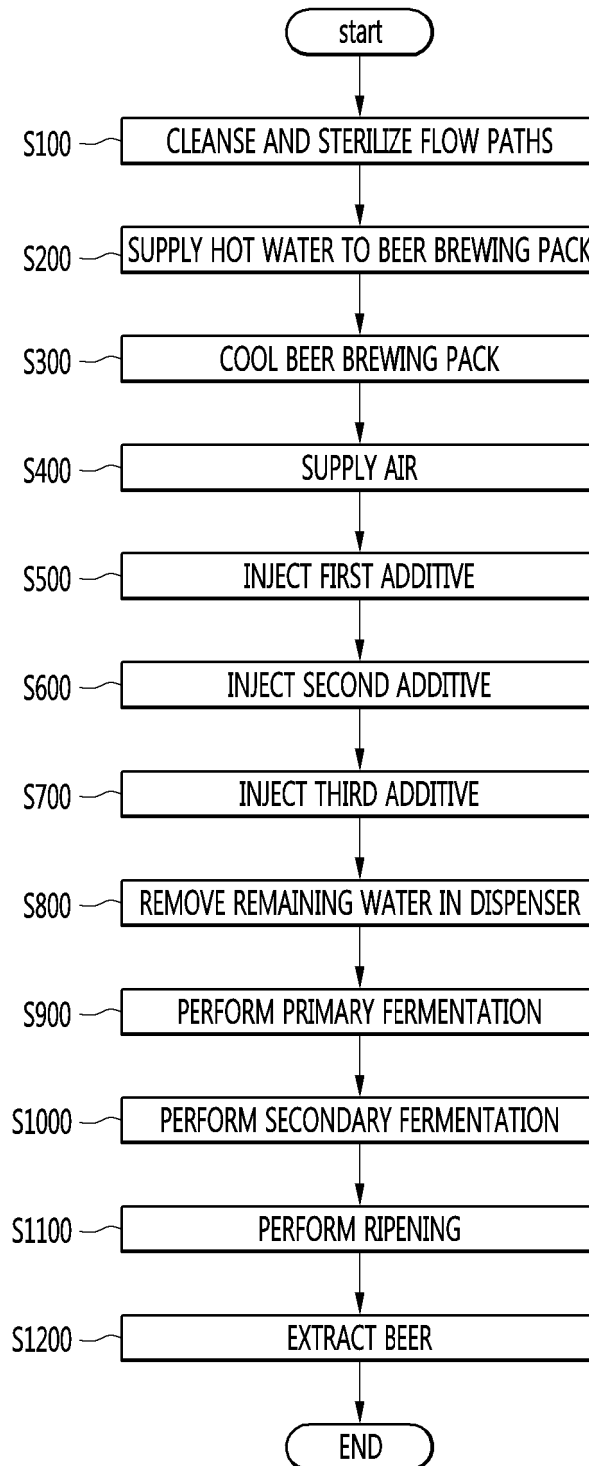 start
S100 CLEANSE AND STERILIZE FLOW PATHS
S200 SUPPLY HOT WATER TO BEER BREWING PACK
S300 COOL BEER BREWING PACK
S400 SUPPLY AIR
S500 INJECT FIRST ADDITIVE
S600 INJECT SECOND ADDITIVE
S700 INJECT THIRD ADDITIVE
S800 REMOVE REMAINING WATER IN DISPENSER
S900 PERFORM PRIMARY FERMENTATION
S1000 PERFORM SECONDARY FERMENTATION
S1100 PERFORM RIPENING
S1200 EXTRACT BEER
END